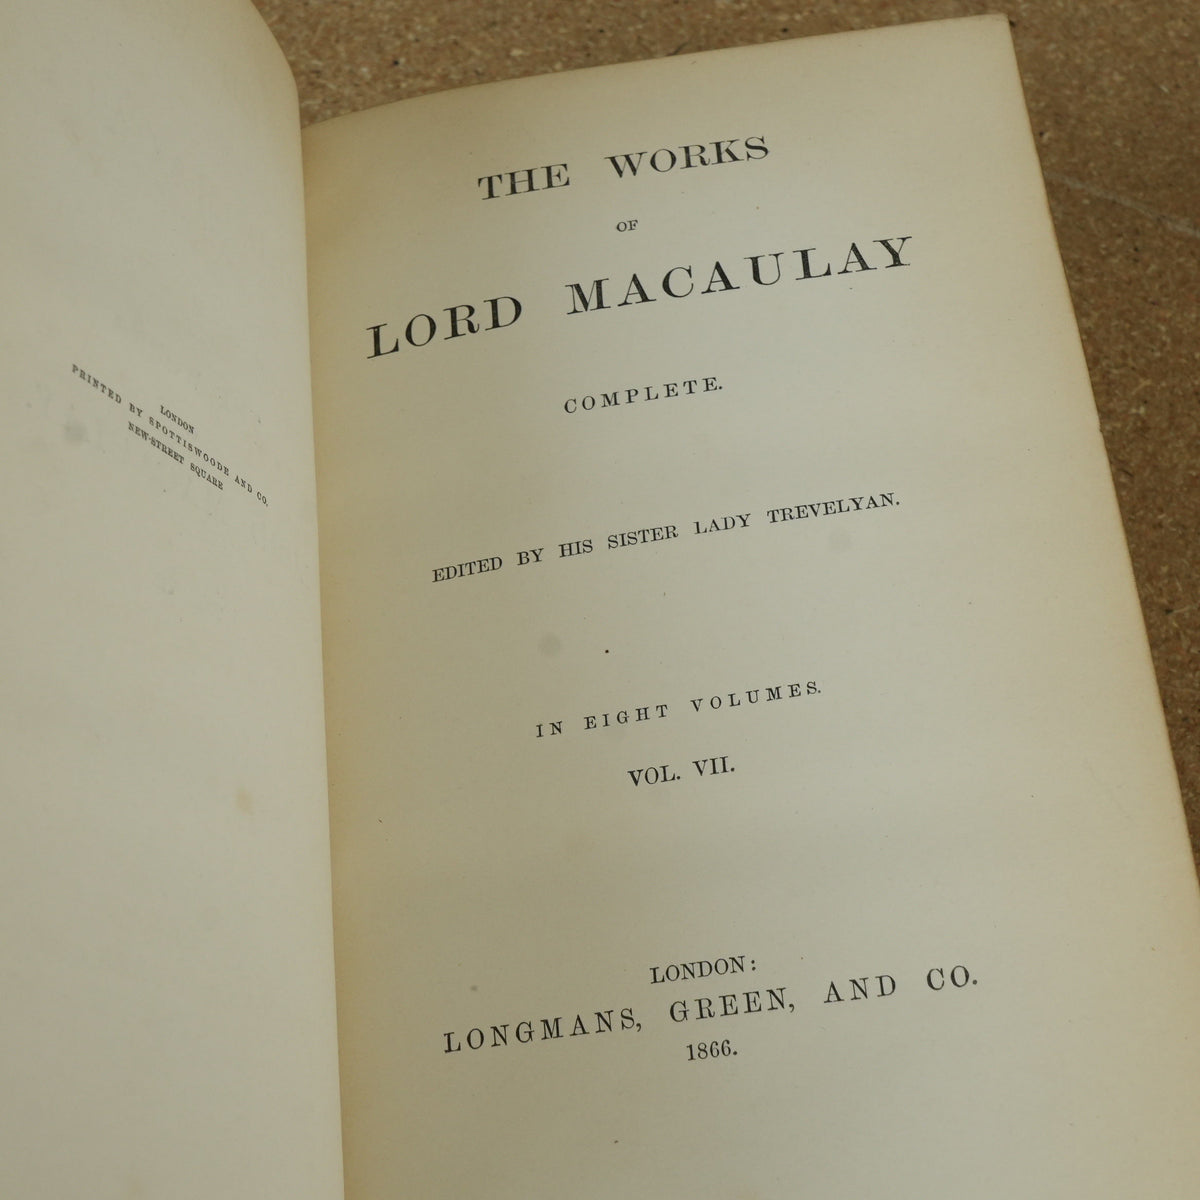 LONDON
PRINTED BY SPOTTISWOODE AND CO.
NEW-STREET SQUARE
THE WORKS
OF
LORD MACAULAY
COMPLETE.
EDITED BY HIS SISTER LADY TREVELYAN.
IN EIGHT VOLUMES.
VOL. VII.
LONDON:
LONGMANS, GREEN, AND CO.
1866.